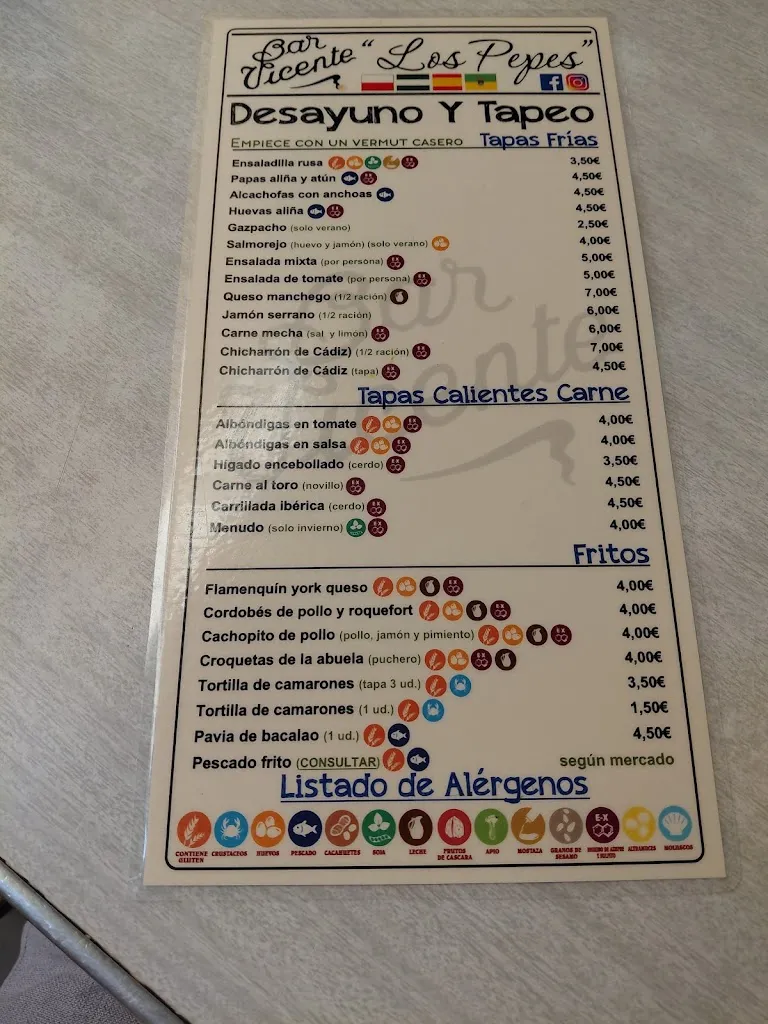 Bar Vicente "Los Pepes"
Desayuno Y Tapeo
EMPIECE CON UN VERMUT CASERO Tapas Frías
Ensaladilla rusa 3,50€
Papas aliña y atún 4,50€
Alcachofas con anchoas 4,50€
Huevas aliña 4,50€
Gazpacho (solo verano) 2,50€
Salmorejo (huevo y jamón) (solo verano) 4,00€
Ensalada mixta (por persona) 5,00€
Ensalada de tomate (por persona) 5,00€
Queso manchego (1/2 ración) 7,00€
Jamón serrano (1/2 ración) 6,00€
Carne mecha (sal y limón) 6,00€
Chicharrón de Cádiz) (1/2 ración) 7,00€
Chicharrón de Cádiz (tapa) 4,50€
Tapas Calientes Carne
Albóndigas en tomate 4,00€
Albóndigas en salsa 4,00€
Hígado encebollado (cerdo) 3,50€
Carne al toro (novillo) 4,50€
Carrillada ibérica (cerdo) 4,50€
Menudo (solo invierno) 4,00€
Fritos
Flamenquín york queso 4,00€
Cordobés de pollo y roquefort 4,00€
Cachopito de pollo (pollo, jamón y pimiento) 4,00€
Croquetas de la abuela (puchero) 4,00€
Tortilla de camarones (tapa 3 ud.) 3,50€
Tortilla de camarones (1 ud.) 1,50€
Pavia de bacalao (1 ud.) 4,50€
Pescado frito (CONSULTAR) según mercado
Listado de Alérgenos
E-X
CONTIENE GLUTEN CRUSTÁCEOS HUEVOS PESCADO CACAHUETES SOJA LECHE FRUTOS DE CÁSCARA APIO MOSTAZA GRANOS DE SÉSAMO DIÓXIDO DE AZUFRE Y SULFITO ALTRAMUCES MOLUSCOS
Bar Vicente